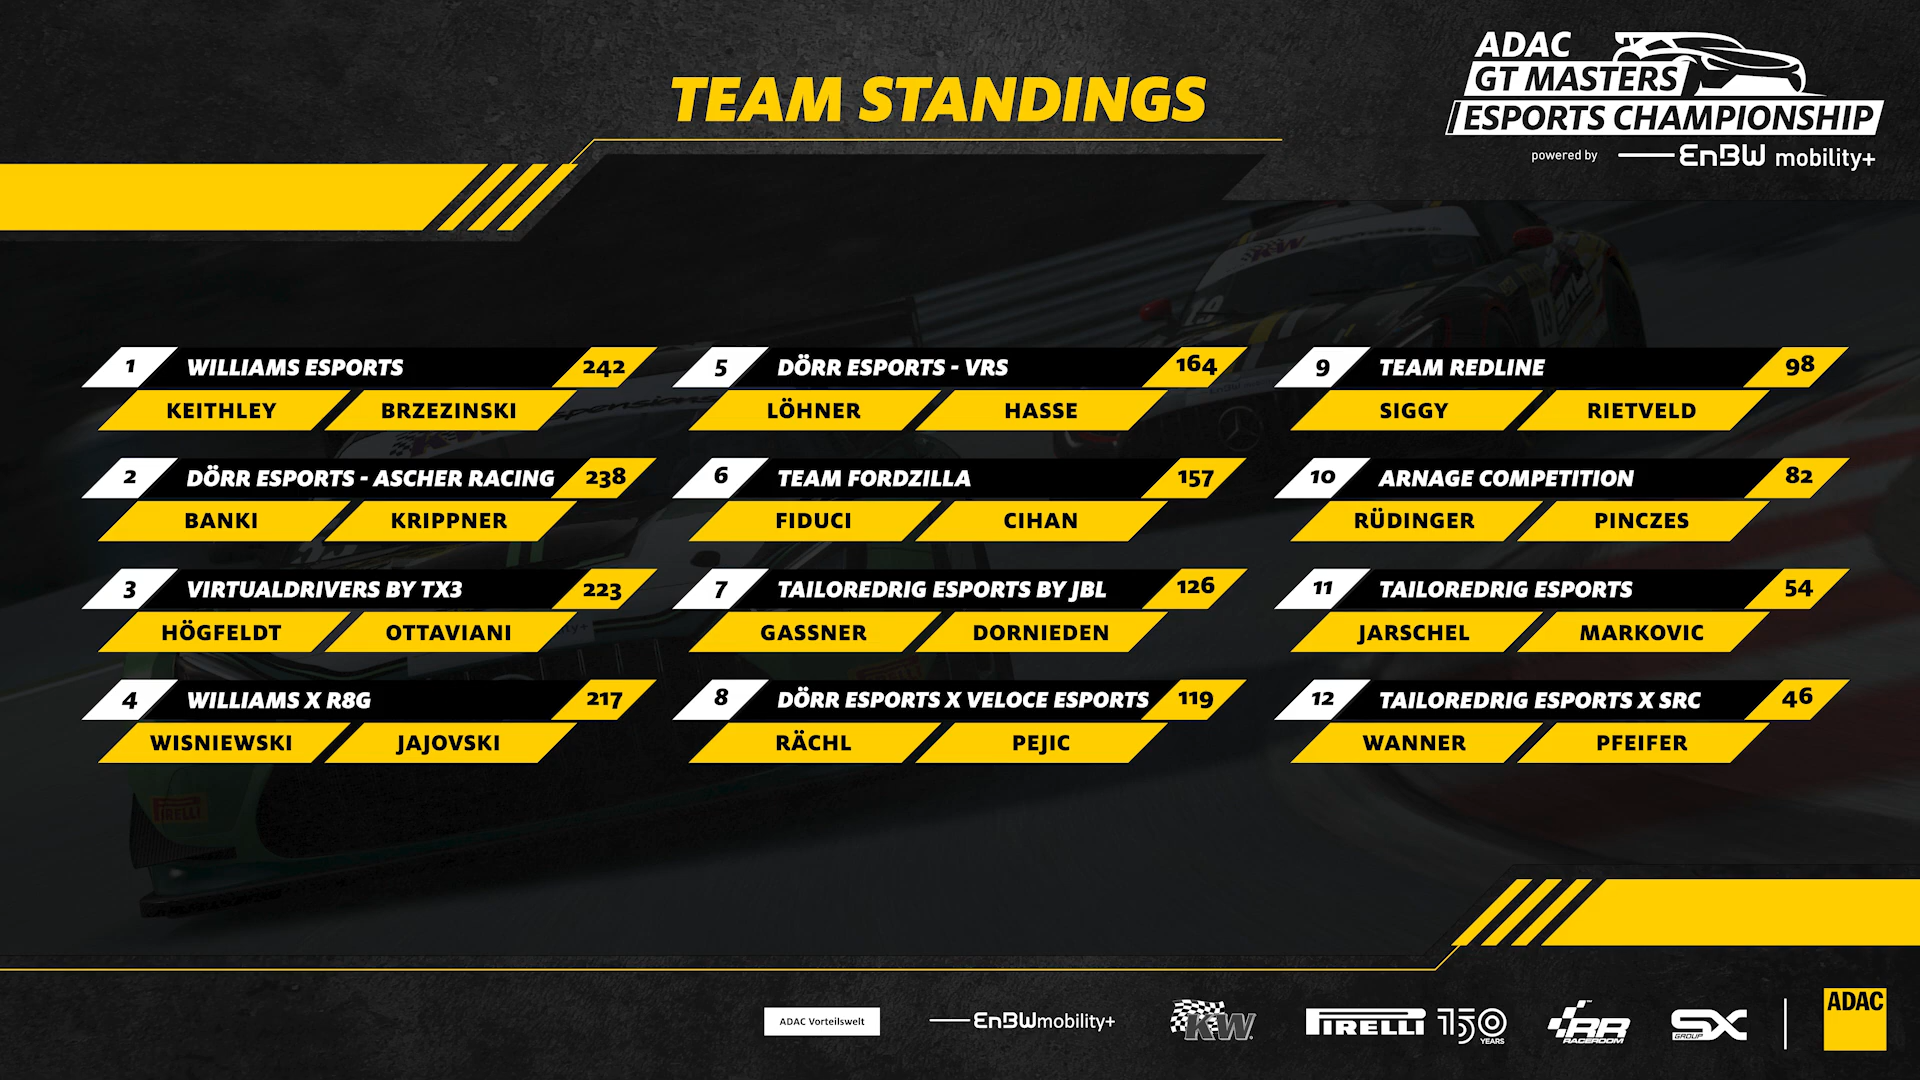 TEAM STANDINGS
ADAC
GT MASTERS
ESPORTS CHAMPIONSHIP
powered by EnBW mobility+
1 WILLIAMS ESPORTS 242
KEITHLEY BRZEZINSKI
2 DÖRR ESPORTS - ASCHER RACING 238
BANKI KRIPPNER
3 VIRTUALDRIVERS BY TX3 223
HÖGFELDT OTTAVIANI
4 WILLIAMS X R8G 217
WISNIEWSKI JAJOVSKI
5 DÖRR ESPORTS - VRS 164
LÖHNER HASSE
6 TEAM FORDZILLA 157
FIDUCI CIHAN
7 TAILOREDRIG ESPORTS BY JBL 126
GASSNER DORNIEDEN
8 DÖRR ESPORTS X VELOCE ESPORTS 119
RÄCHL PEJIC
9 TEAM REDLINE 98
SIGGY RIETVELD
10 ARNAGE COMPETITION 82
RÜDINGER PINCZES
11 TAILOREDRIG ESPORTS 54
JARSCHEL MARKOVIC
12 TAILOREDRIG ESPORTS X SRC 46
WANNER PFEIFER
PIRELLI
ADAC Vorteilswelt
EnBW mobility+
KW
PIRELLI 150 YEARS
RR RACEROOM
SX GROUP
ADAC